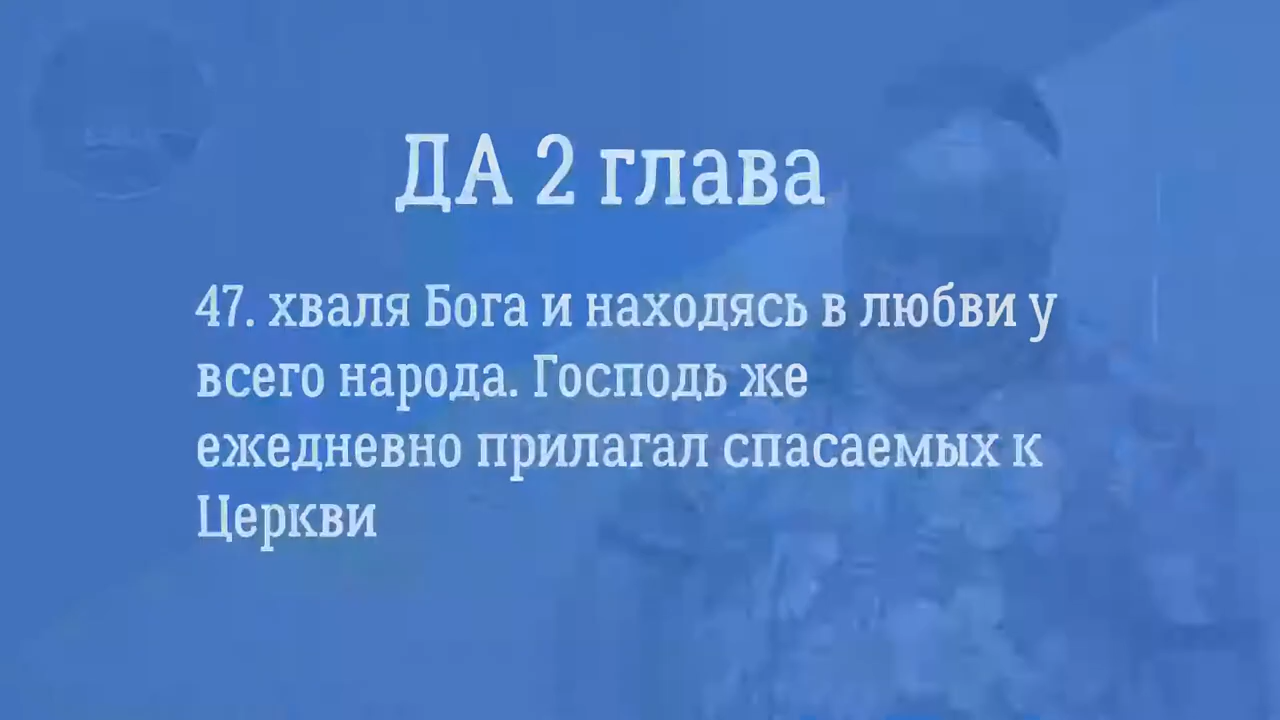 ДА 2 глава
47. хваля Бога и находясь в любви у
всего народа. Господь же
ежедневно прилагал спасаемых к
Церкви